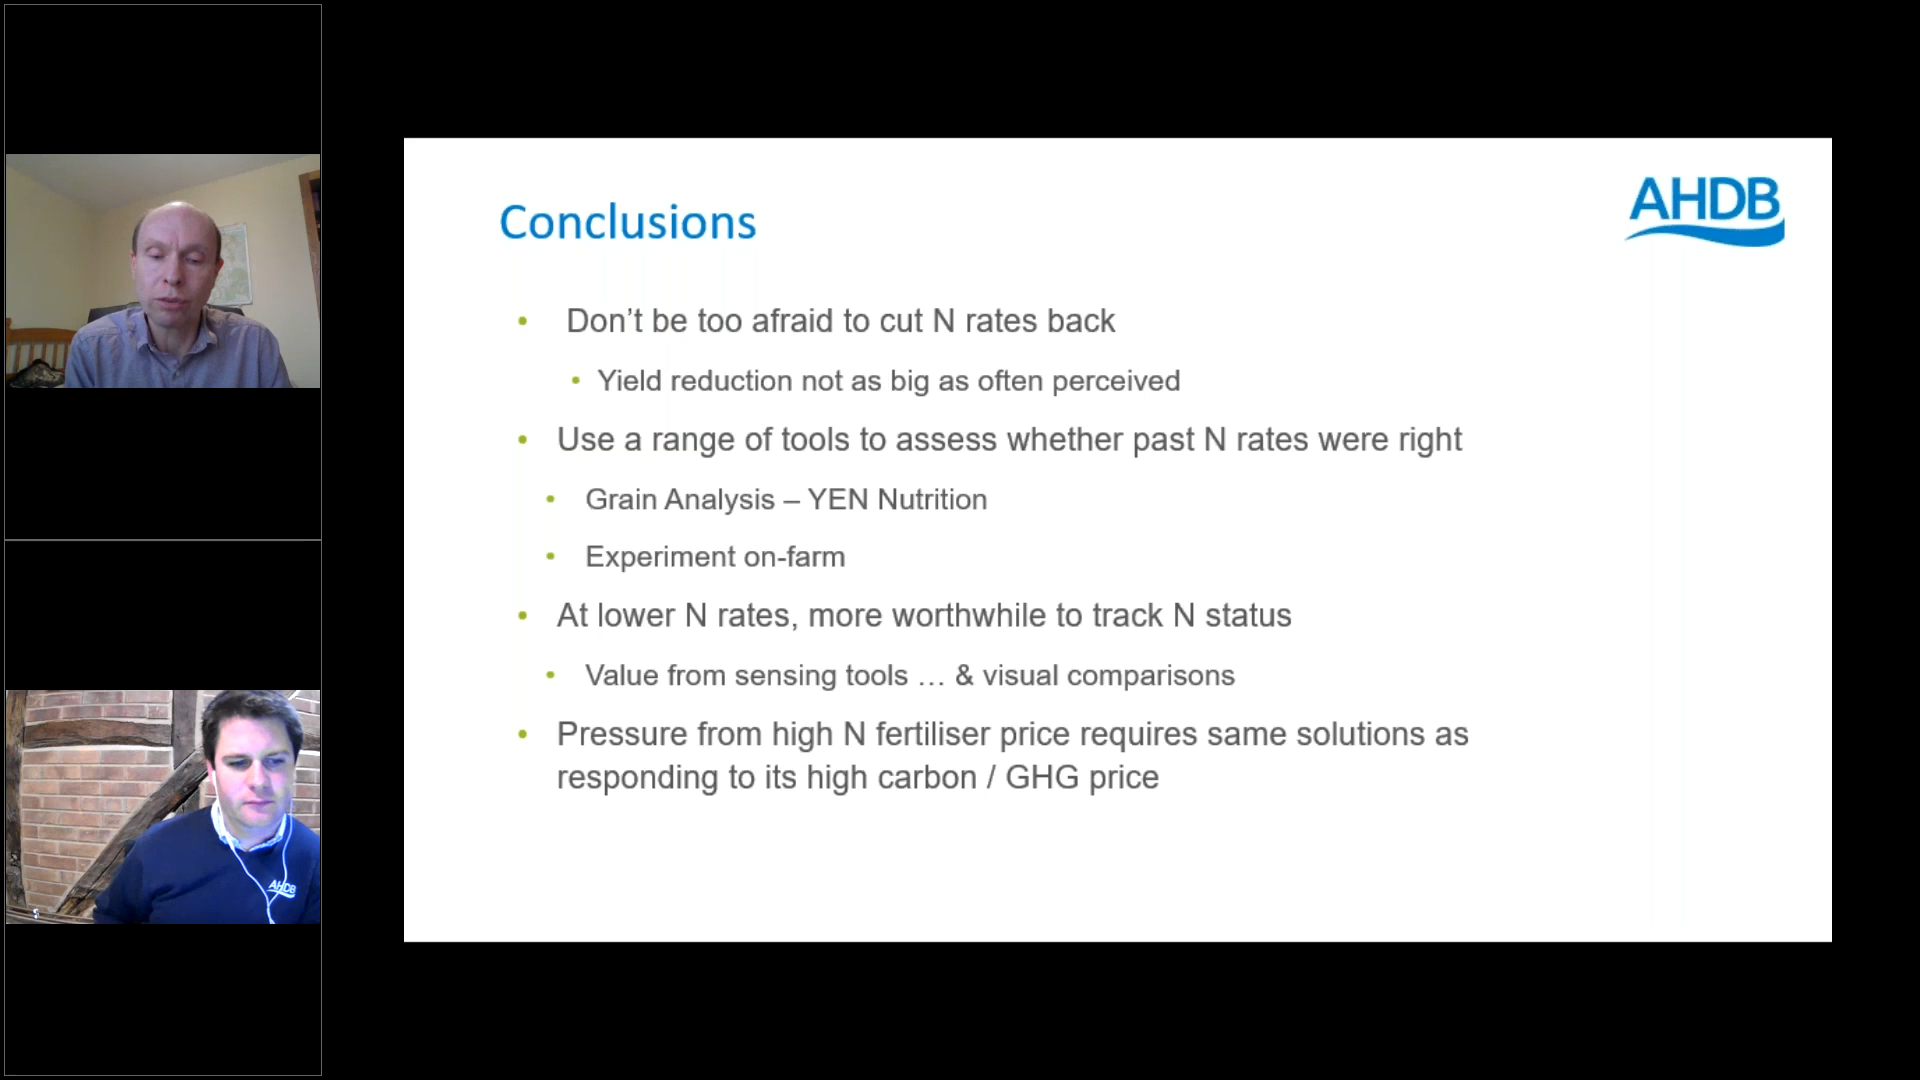 AHDB
Conclusions
• Don’t be too afraid to cut N rates back
• Yield reduction not as big as often perceived
• Use a range of tools to assess whether past N rates were right
• Grain Analysis – YEN Nutrition
• Experiment on-farm
• At lower N rates, more worthwhile to track N status
• Value from sensing tools … & visual comparisons
• Pressure from high N fertiliser price requires same solutions as
responding to its high carbon / GHG price
AHDB